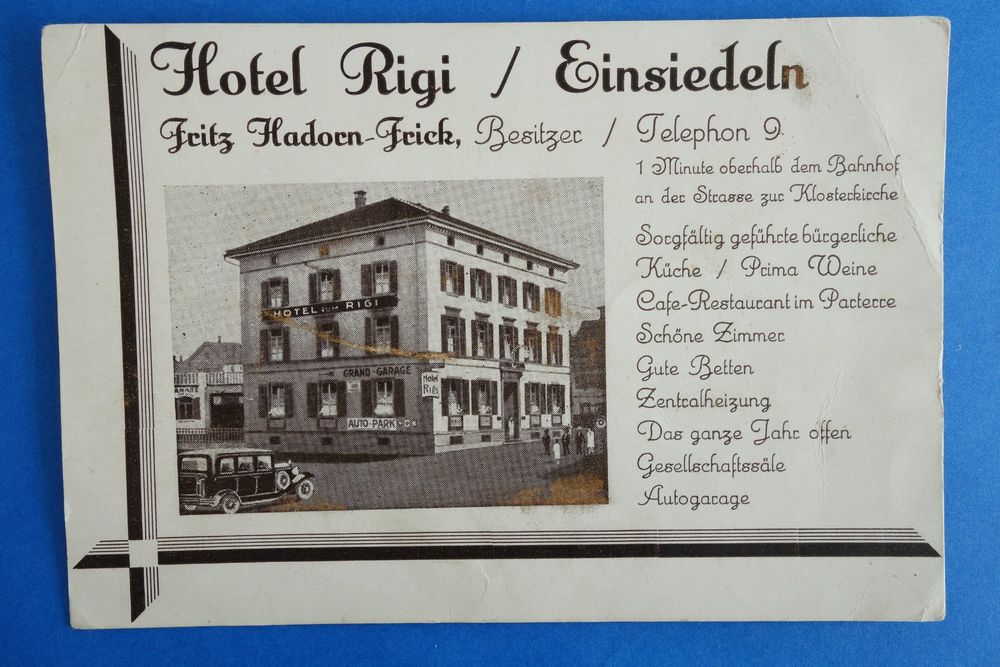 Hotel Rigi / Einsiedeln
Fritz Hadorn-Frick, Besitzer / Telephon 9
1 Minute oberhalb dem Bahnhof
an der Strasse zur Klosterkirche
Sorgfältig geführte bürgerliche
Küche / Prima Weine
Cafe-Restaurant im Parterre
Schöne Zimmer
Gute Betten
Zentralheizung
Das ganze Jahr offen
Gesellschaftssäle
Autogarage
HOTEL ZUM RIGI
GRAND GARAGE
Hotel
Rigi
AUTO-PARK